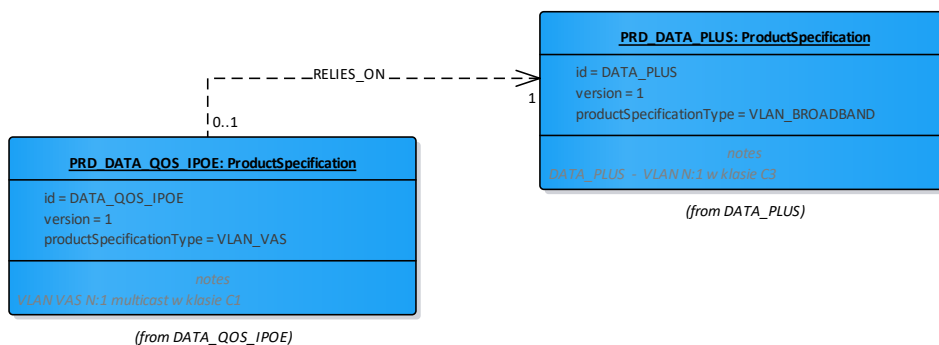 PRD_DATA_PLUS: ProductSpecification
id = DATA_PLUS
version = 1
productSpecificationType = VLAN_BROADBAND
notes
DATA_PLUS - VLAN N:1 w klasie C3
(from DATA_PLUS)
RELIES_ON
1
0..1
PRD_DATA_QOS_IPOE: ProductSpecification
id = DATA_QOS_IPOE
version = 1
productSpecificationType = VLAN_VAS
notes
VLAN VAS N:1 multicast w klasie C1
(from DATA_QOS_IPOE)